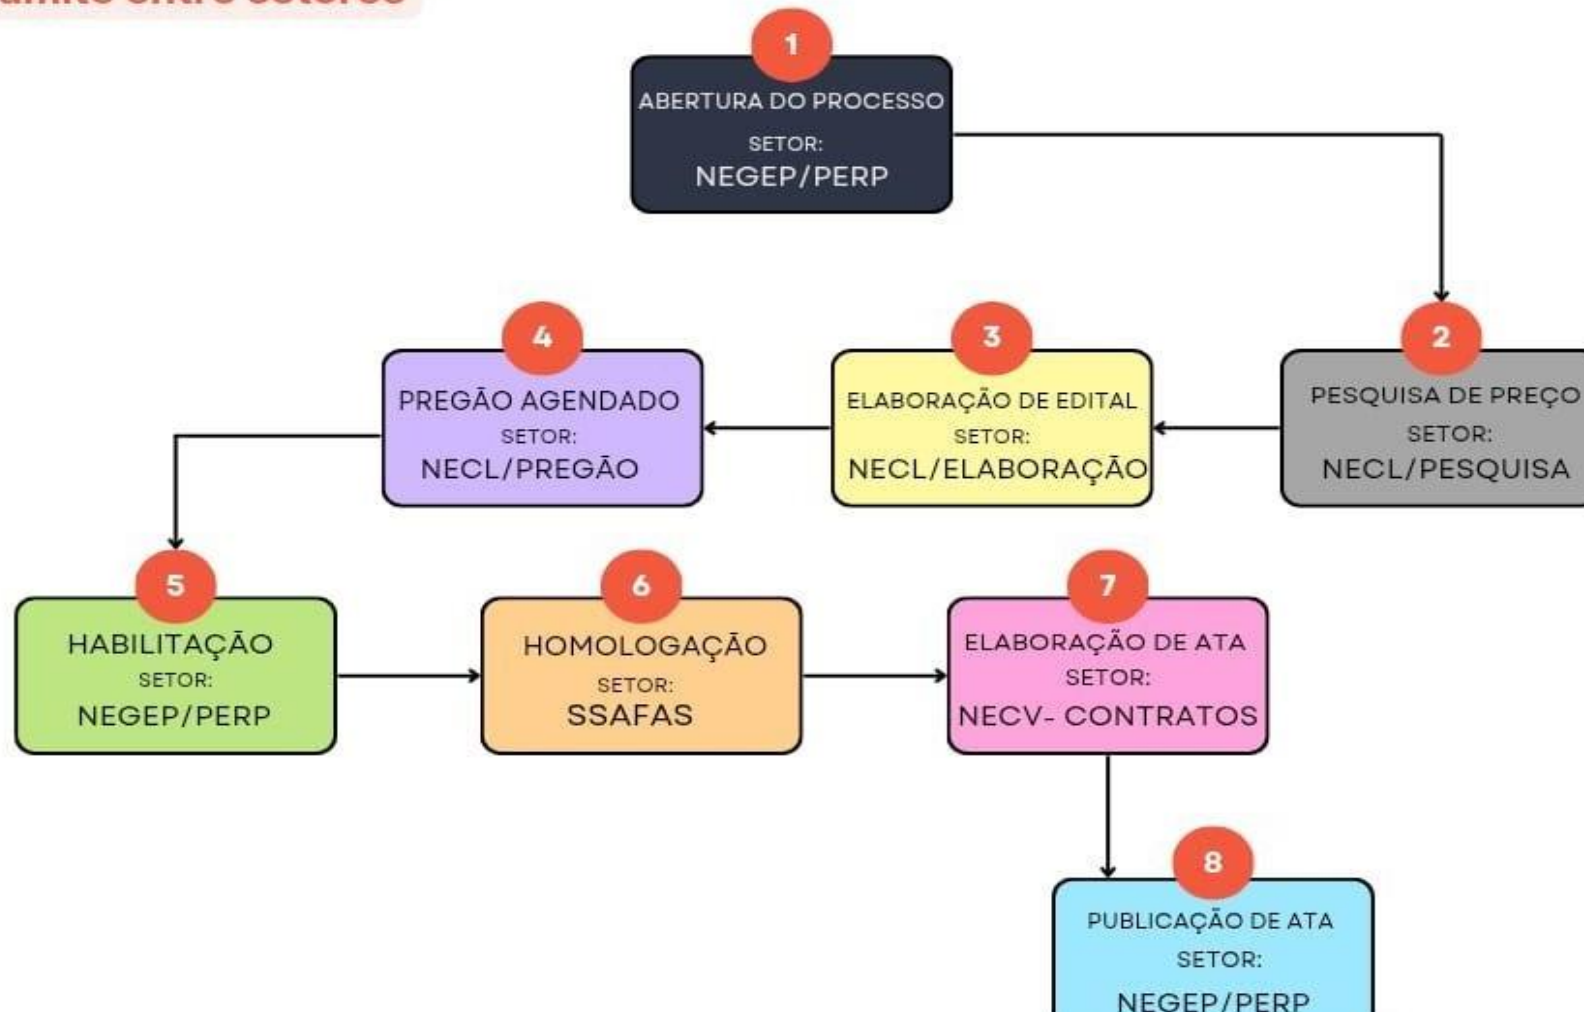 entre setores
1
ABERTURA DO PROCESSO
SETOR:
NEGEP/PERP
2
PESQUISA DE PREÇO
SETOR:
NECL/PESQUISA
3
ELABORAÇÃO DE EDITAL
SETOR:
NECL/ELABORAÇÃO
4
PREGÃO AGENDADO
SETOR:
NECL/PREGÃO
5
HABILITAÇÃO
SETOR:
NEGEP/PERP
6
HOMOLOGAÇÃO
SETOR:
SSAFAS
7
ELABORAÇÃO DE ATA
SETOR:
NECV- CONTRATOS
8
PUBLICAÇÃO DE ATA
SETOR:
NEGEP/PERP